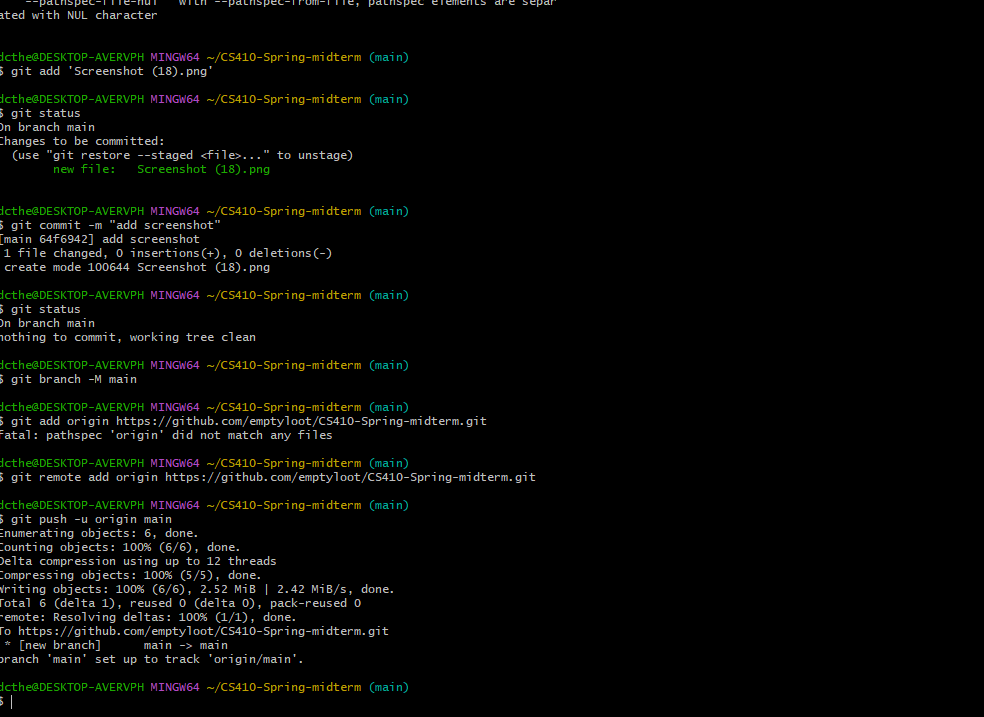 --pathspec-file-nul   with --pathspec-from-file, pathspec elements are separ
ated with NUL character
dcthe@DESKTOP-AVERVPH MINGW64 ~/CS410-Spring-midterm (main)
$ git add 'Screenshot (18).png'
dcthe@DESKTOP-AVERVPH MINGW64 ~/CS410-Spring-midterm (main)
$ git status
On branch main
Changes to be committed:
  (use "git restore --staged <file>..." to unstage)
        new file:   Screenshot (18).png
dcthe@DESKTOP-AVERVPH MINGW64 ~/CS410-Spring-midterm (main)
$ git commit -m "add screenshot"
[main 64f6942] add screenshot
 1 file changed, 0 insertions(+), 0 deletions(-)
 create mode 100644 Screenshot (18).png
dcthe@DESKTOP-AVERVPH MINGW64 ~/CS410-Spring-midterm (main)
$ git status
On branch main
nothing to commit, working tree clean
dcthe@DESKTOP-AVERVPH MINGW64 ~/CS410-Spring-midterm (main)
$ git branch -M main
dcthe@DESKTOP-AVERVPH MINGW64 ~/CS410-Spring-midterm (main)
$ git add origin https://github.com/emptyloot/CS410-Spring-midterm.git
fatal: pathspec 'origin' did not match any files
dcthe@DESKTOP-AVERVPH MINGW64 ~/CS410-Spring-midterm (main)
$ git remote add origin https://github.com/emptyloot/CS410-Spring-midterm.git
dcthe@DESKTOP-AVERVPH MINGW64 ~/CS410-Spring-midterm (main)
$ git push -u origin main
Enumerating objects: 6, done.
Counting objects: 100% (6/6), done.
Delta compression using up to 12 threads
Compressing objects: 100% (5/5), done.
Writing objects: 100% (6/6), 2.52 MiB | 2.42 MiB/s, done.
Total 6 (delta 1), reused 0 (delta 0), pack-reused 0
remote: Resolving deltas: 100% (1/1), done.
To https://github.com/emptyloot/CS410-Spring-midterm.git
 * [new branch]      main -> main
branch 'main' set up to track 'origin/main'.
dcthe@DESKTOP-AVERVPH MINGW64 ~/CS410-Spring-midterm (main)
$